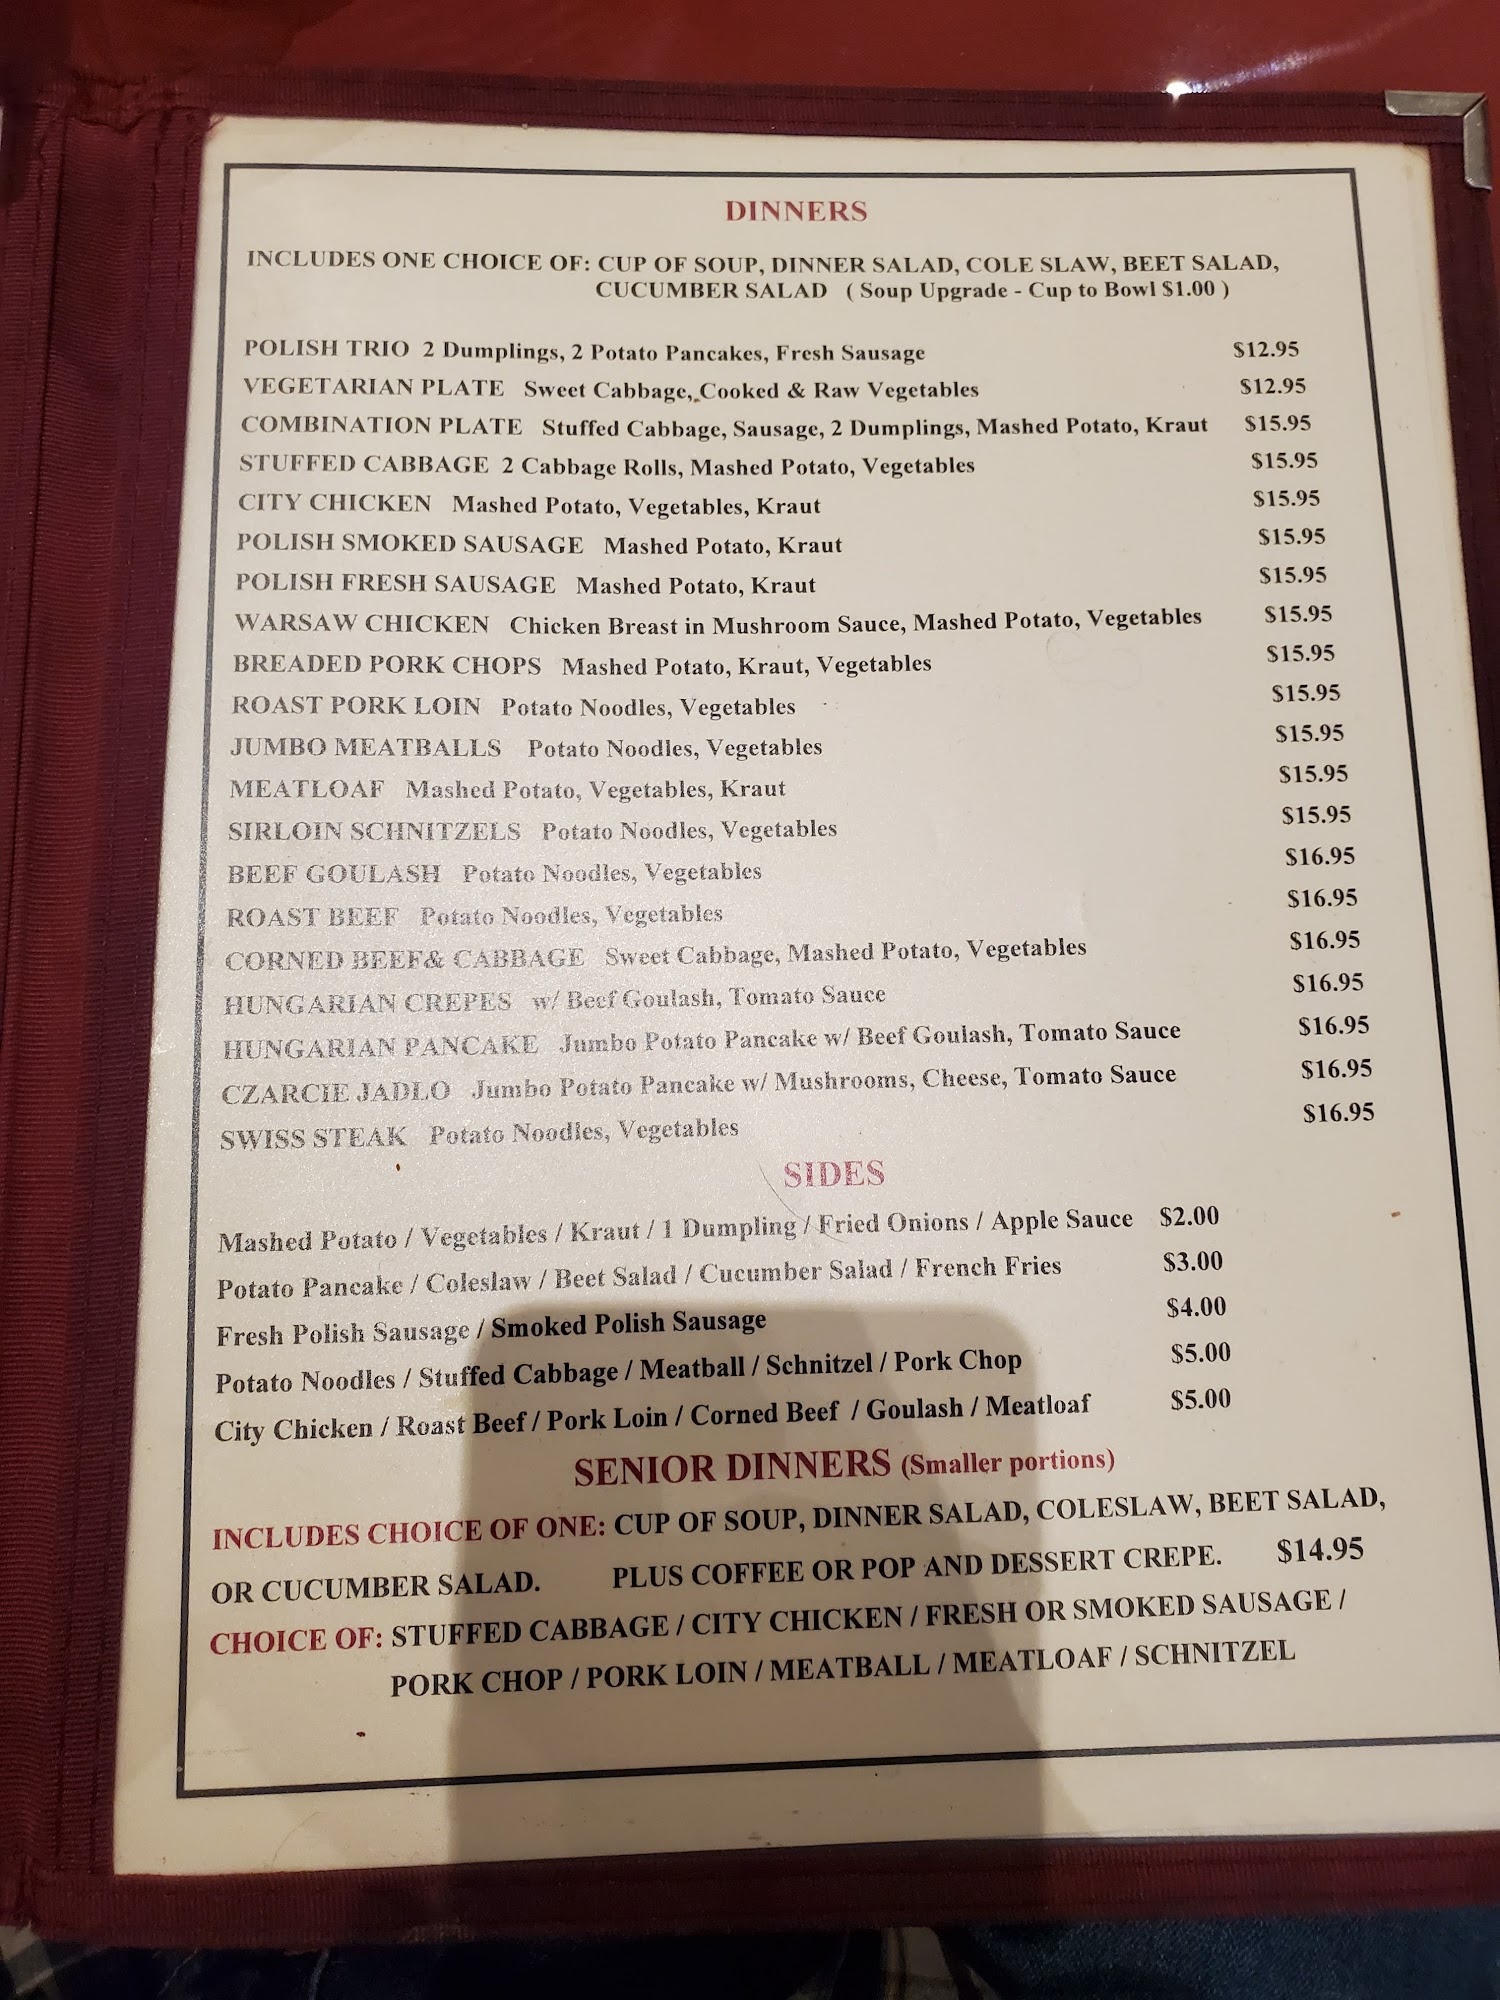 DINNERS
INCLUDES ONE CHOICE OF: CUP OF SOUP, DINNER SALAD, COLE SLAW, BEET SALAD,
CUCUMBER SALAD ( Soup Upgrade - Cup to Bowl $1.00 )
POLISH TRIO 2 Dumplings, 2 Potato Pancakes, Fresh Sausage $12.95
VEGETARIAN PLATE Sweet Cabbage, Cooked & Raw Vegetables $12.95
COMBINATION PLATE Stuffed Cabbage, Sausage, 2 Dumplings, Mashed Potato, Kraut $15.95
STUFFED CABBAGE 2 Cabbage Rolls, Mashed Potato, Vegetables $15.95
CITY CHICKEN Mashed Potato, Vegetables, Kraut $15.95
POLISH SMOKED SAUSAGE Mashed Potato, Kraut $15.95
POLISH FRESH SAUSAGE Mashed Potato, Kraut $15.95
WARSAW CHICKEN Chicken Breast in Mushroom Sauce, Mashed Potato, Vegetables $15.95
BREADED PORK CHOPS Mashed Potato, Kraut, Vegetables $15.95
ROAST PORK LOIN Potato Noodles, Vegetables $15.95
JUMBO MEATBALLS Potato Noodles, Vegetables $15.95
MEATLOAF Mashed Potato, Vegetables, Kraut $15.95
SIRLOIN SCHNITZELS Potato Noodles, Vegetables $15.95
BEEF GOULASH Potato Noodles, Vegetables $16.95
ROAST BEEF Potato Noodles, Vegetables $16.95
CORNED BEEF& CABBAGE Sweet Cabbage, Mashed Potato, Vegetables $16.95
HUNGARIAN CREPES w/ Beef Goulash, Tomato Sauce $16.95
HUNGARIAN PANCAKE Jumbo Potato Pancake w/ Beef Goulash, Tomato Sauce $16.95
CZARCIE JADLO Jumbo Potato Pancake w/ Mushrooms, Cheese, Tomato Sauce $16.95
SWISS STEAK Potato Noodles, Vegetables $16.95
SIDES
Mashed Potato / Vegetables / Kraut / 1 Dumpling / Fried Onions / Apple Sauce $2.00
Potato Pancake / Coleslaw / Beet Salad / Cucumber Salad / French Fries $3.00
Fresh Polish Sausage / Smoked Polish Sausage $4.00
Potato Noodles / Stuffed Cabbage / Meatball / Schnitzel / Pork Chop $5.00
City Chicken / Roast Beef / Pork Loin / Corned Beef / Goulash / Meatloaf $5.00
SENIOR DINNERS (Smaller portions)
INCLUDES CHOICE OF ONE: CUP OF SOUP, DINNER SALAD, COLESLAW, BEET SALAD,
OR CUCUMBER SALAD. PLUS COFFEE OR POP AND DESSERT CREPE. $14.95
CHOICE OF: STUFFED CABBAGE / CITY CHICKEN / FRESH OR SMOKED SAUSAGE /
PORK CHOP / PORK LOIN / MEATBALL / MEATLOAF / SCHNITZEL